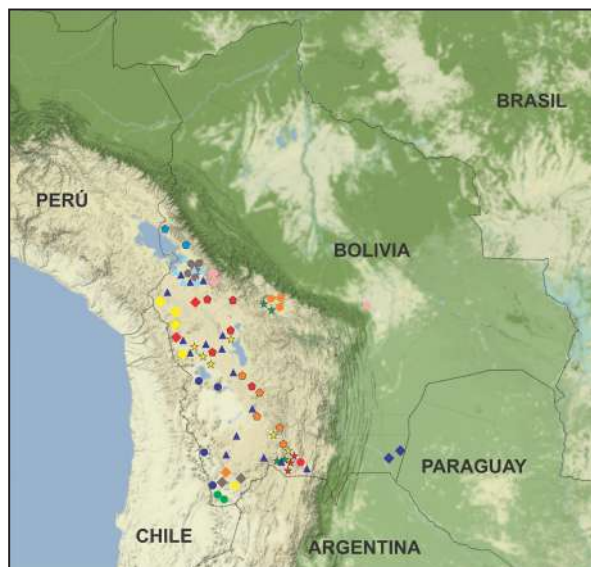 BRASIL
PERÚ
BOLIVIA
PARAGUAY
CHILE
ARGENTINA